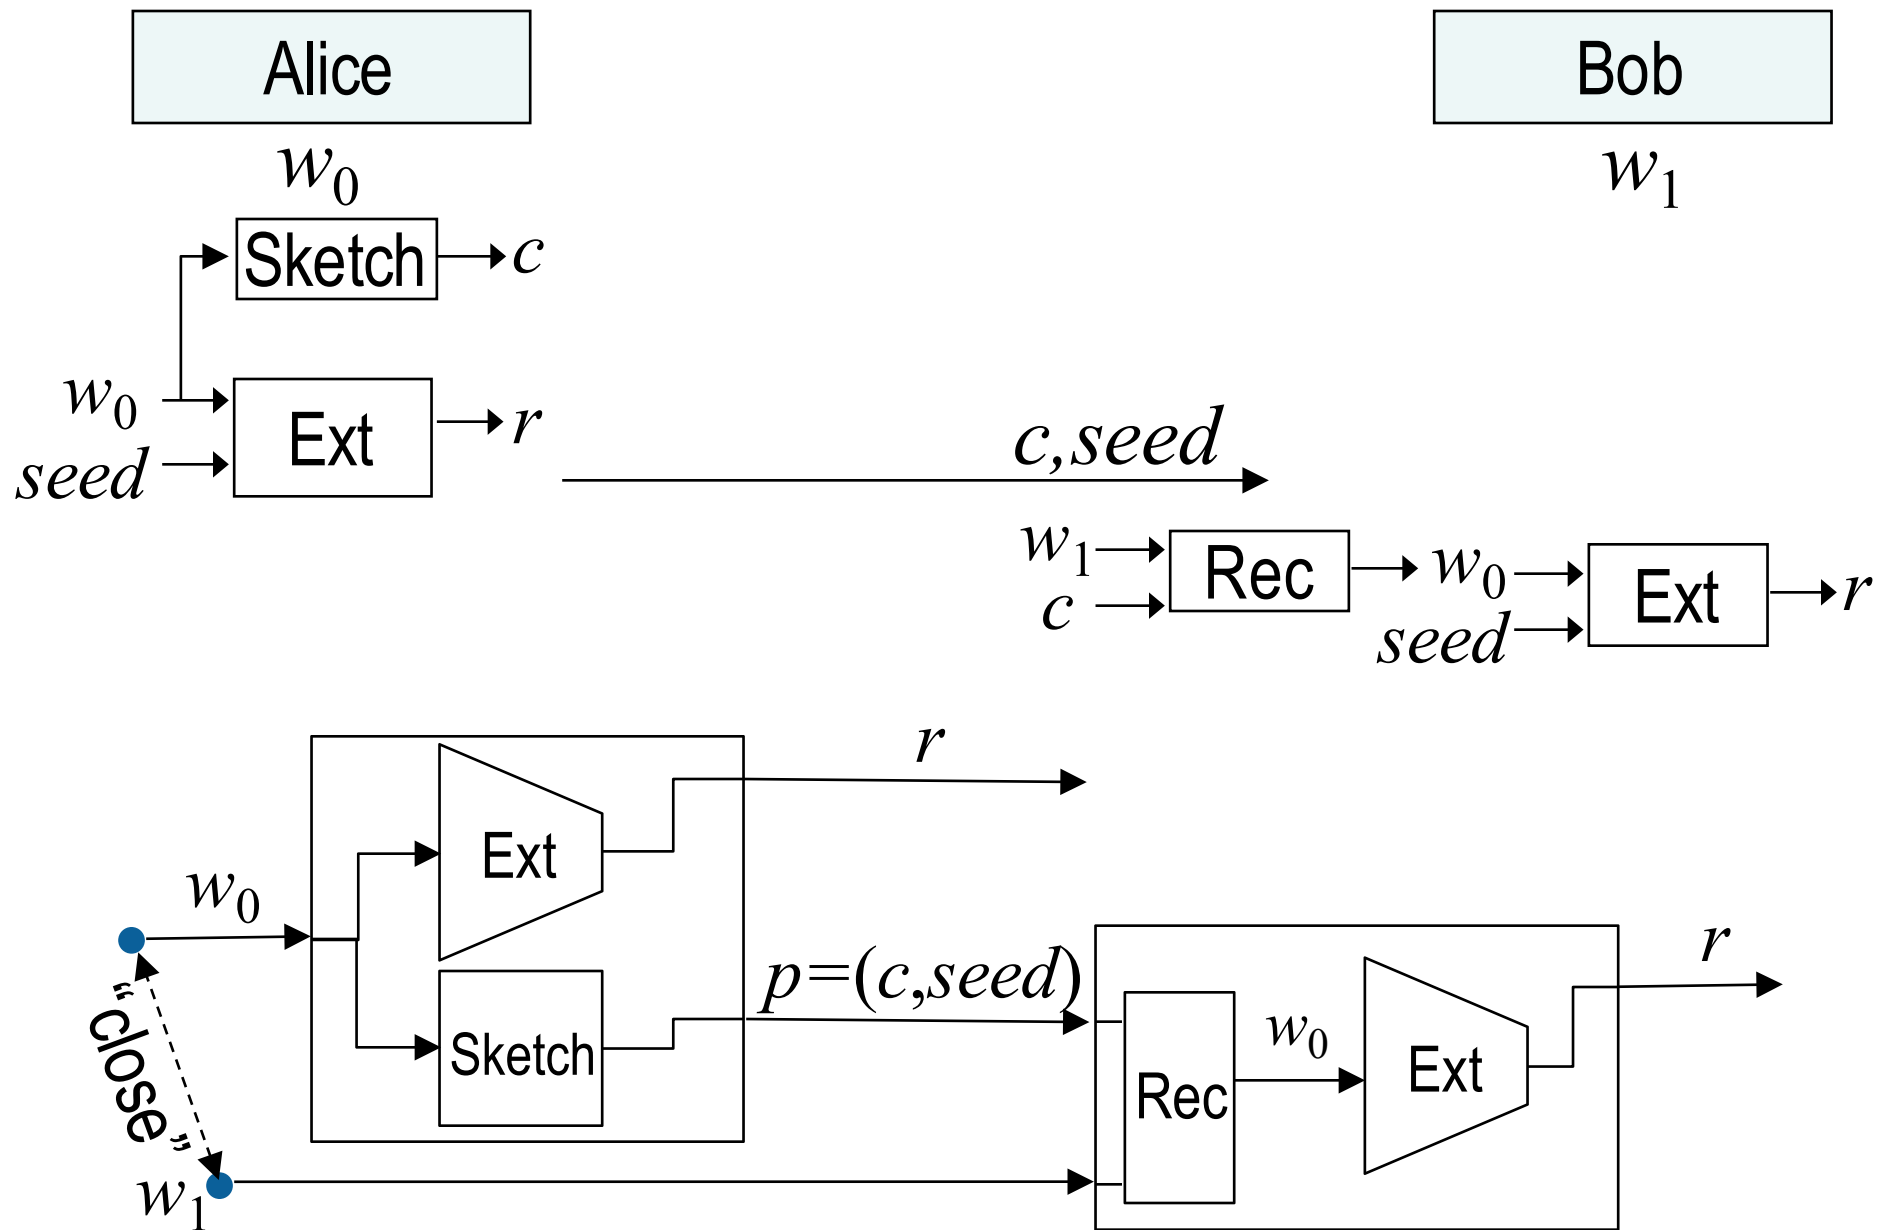 Alice
Bob
w₀
w₁
Sketch
c
w₀
Ext
r
seed
c,seed
w₁
Rec
w₀
c
seed
Ext
r
r
Ext
w₀
r
p=(c,seed)
w₀
"close"
Sketch
Rec
Ext
w₁